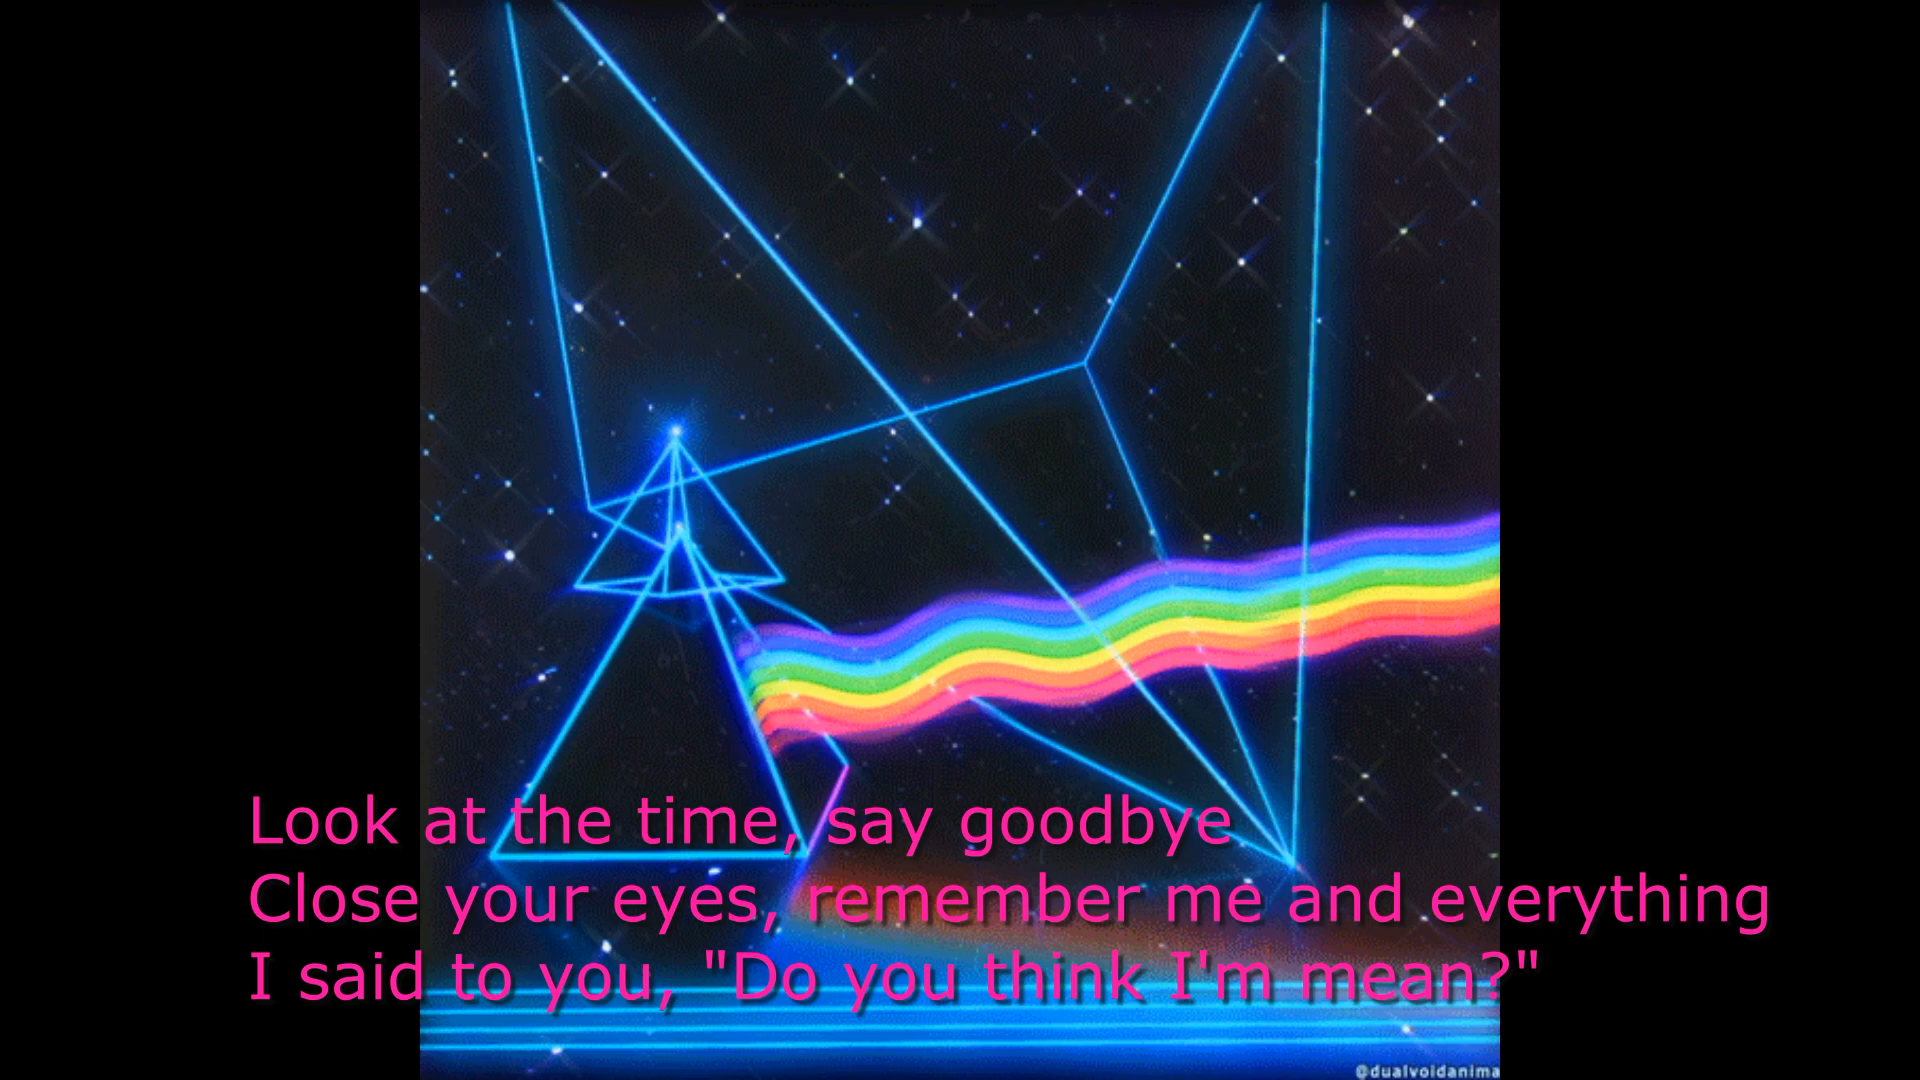 Look at the time, say goodbye
Close your eyes, remember me and everything
I said to you, "Do you think I'm mean?"
@dualvoidanima